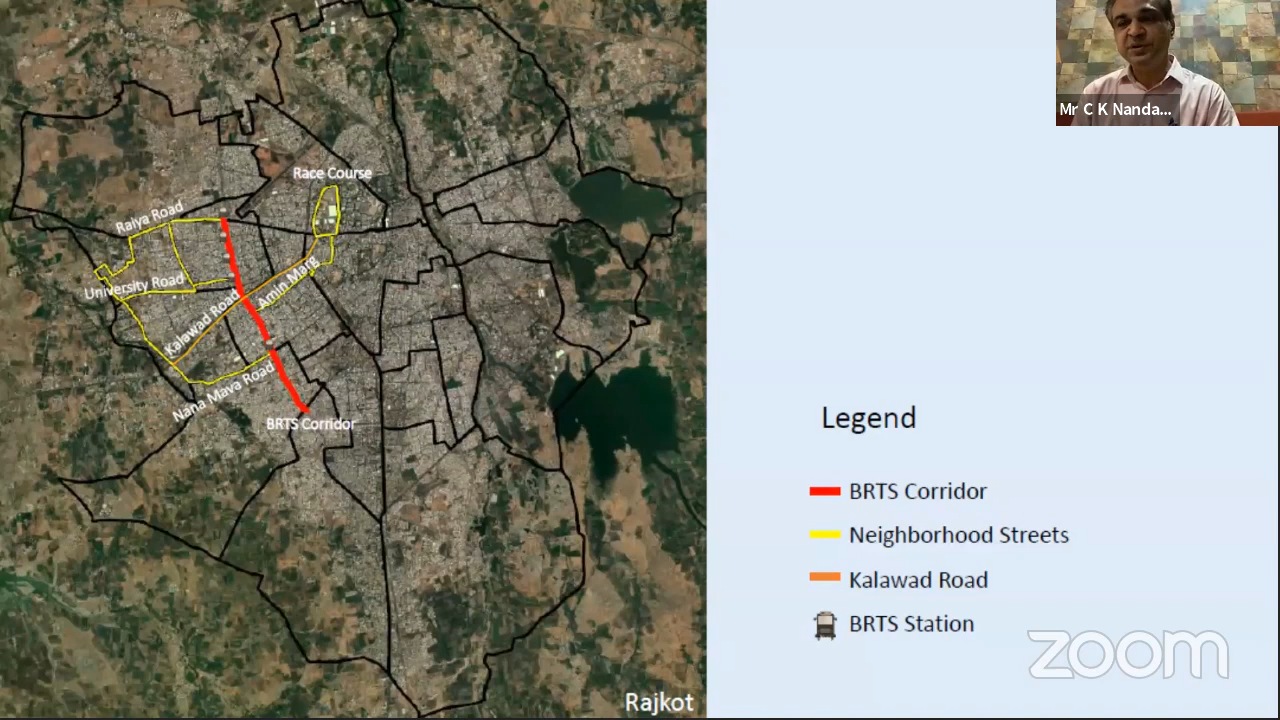 Mr C K Nanda...
Race Course
Raiya Road
University Road
Amin Marg
Kalawad Road
Nana Mava Road
BRTS Corridor
Legend
BRTS Corridor
Neighborhood Streets
Kalawad Road
BRTS Station
zoom
Rajkot